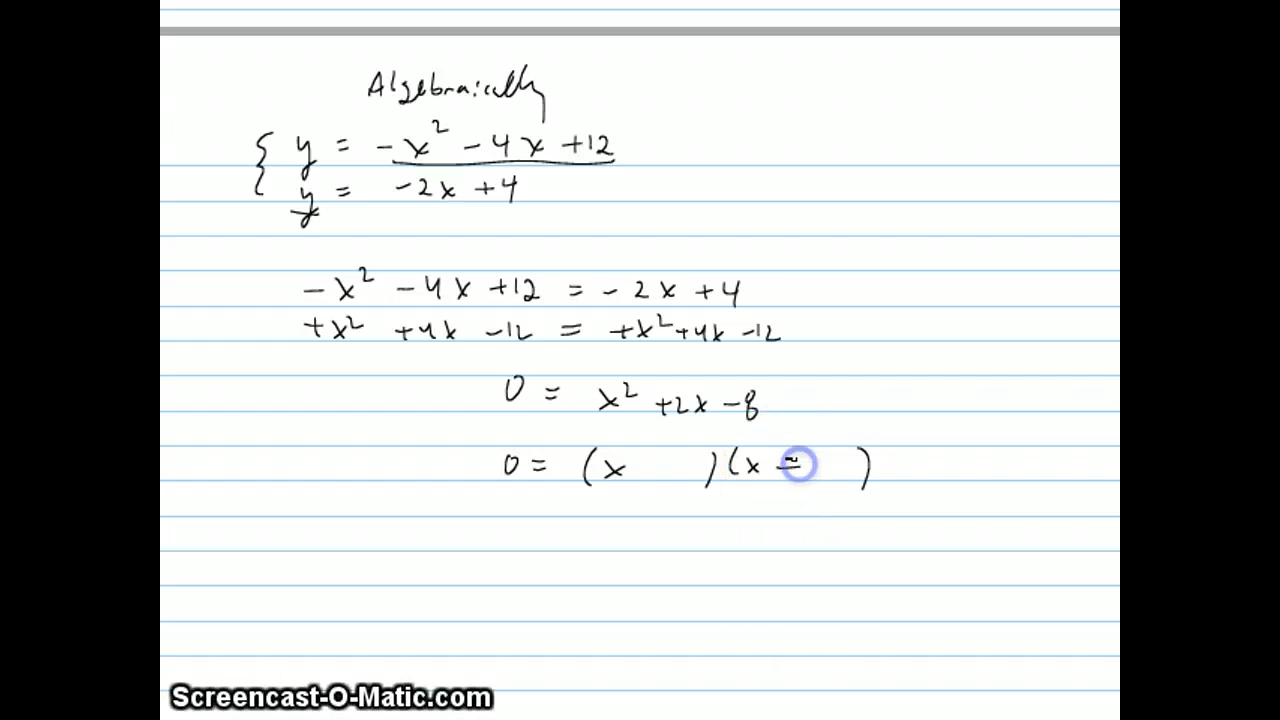 Algebraically
{ y = -x² - 4x +12
y = -2x +4
-x² - 4x +12 = -2x +4
+x² +4x -12 = +x² +4x -12
0 = x² +2x -8
0 = (x )(x = )
Screencast-O-Matic.com